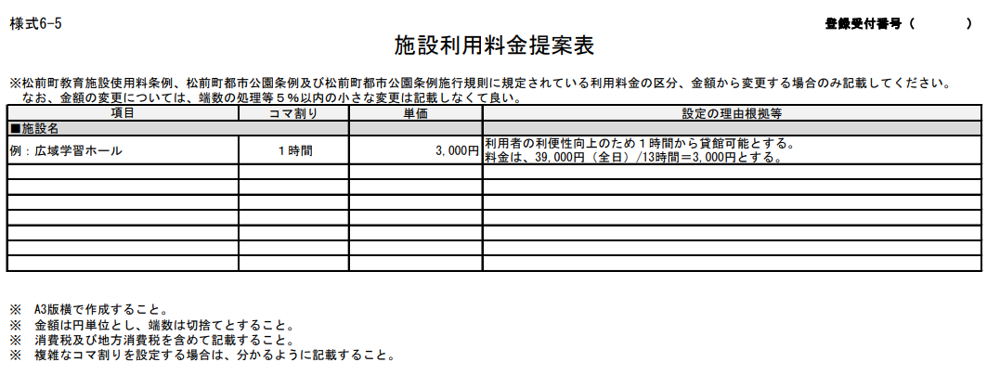 様式6-5
登録受付番号（　　　　）
施設利用料金提案表
※松前町教育施設使用料条例、松前町都市公園条例及び松前町都市公園条例施行規則に規定されている利用料金の区分、金額から変更する場合のみ記載してください。
なお、金額の変更については、端数の処理等５％以内の小さな変更は記載しなくて良い。
項目　コマ割り　単価　設定の理由根拠等
■施設名
例：広域学習ホール　１時間　3,000円　利用者の利便性向上のため１時間から貸館可能とする。
料金は、39,000円（全日）/13時間＝3,000円とする。
※　A3版横で作成すること。
※　金額は円単位とし、端数は切捨てとすること。
※　消費税及び地方消費税を含めて記載すること。
※　複雑なコマ割りを設定する場合は、分かるように記載すること。